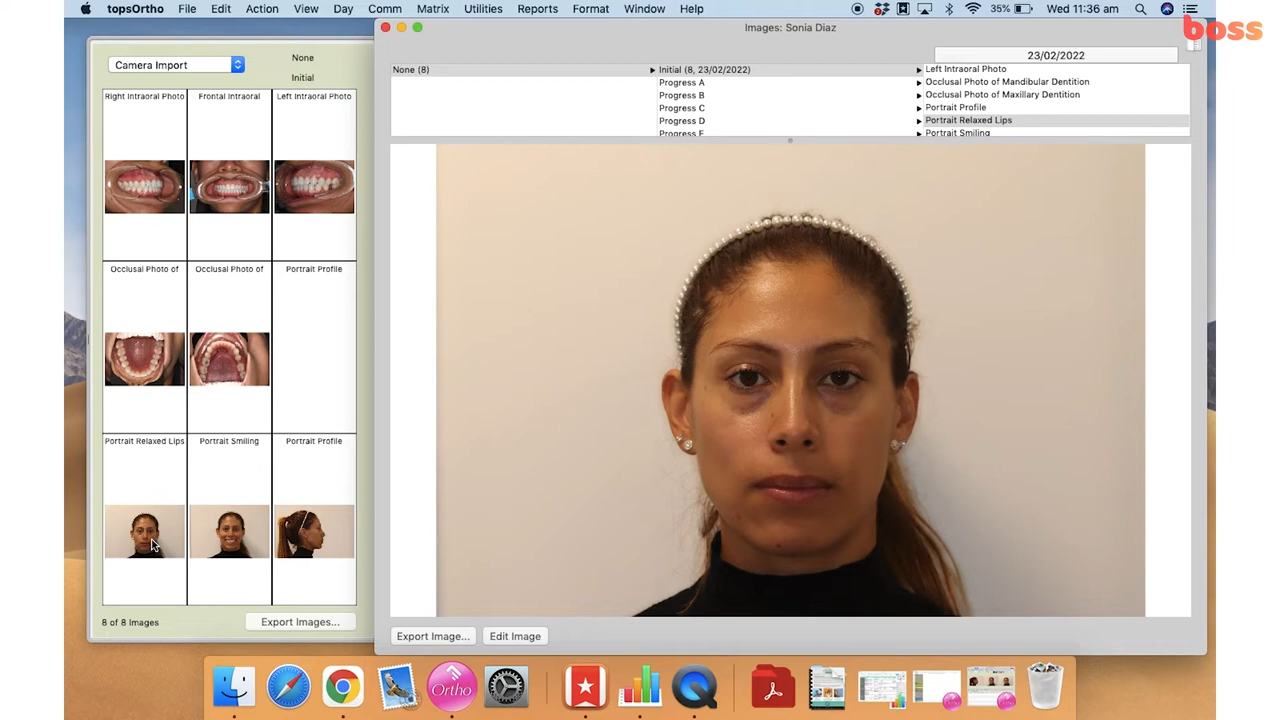 topsOrtho File Edit Action View Day Comm Matrix Utilities Reports Format Window Help
35% Wed 11:36 am
boss
Camera Import
None
Initial
Right Intraoral Photo
Frontal Intraoral
Left Intraoral Photo
Occlusal Photo of
Occlusal Photo of
Portrait Profile
Portrait Relaxed Lips
Portrait Smiling
Portrait Profile
8 of 8 Images
Export Images...
Images: Sonia Diaz
23/02/2022
None (8)
Initial (8, 23/02/2022)
Progress A
Progress B
Progress C
Progress D
Progress E
Left Intraoral Photo
Occlusal Photo of Mandibular Dentition
Occlusal Photo of Maxillary Dentition
Portrait Profile
Portrait Relaxed Lips
Portrait Smiling
Export Image...
Edit Image
Ortho